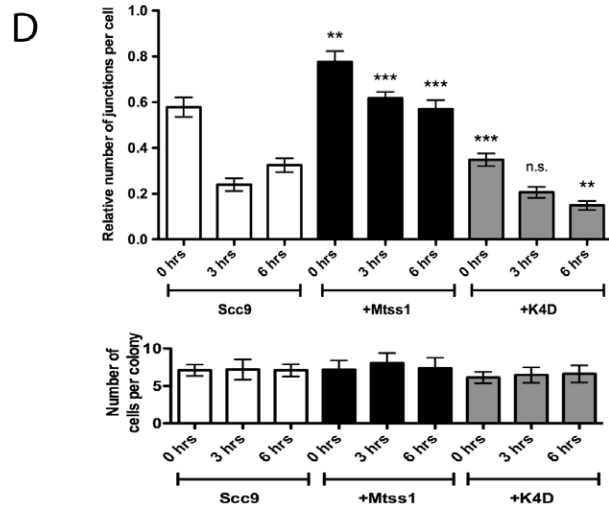 D
Relative number of junctions per cell
1.0
0.8
0.6
0.4
0.2
0.0
** *** *** *** n.s. **
0 hrs 3 hrs 6 hrs 0 hrs 3 hrs 6 hrs 0 hrs 3 hrs 6 hrs
Scc9 +Mtss1 +K4D
Number of
cells per colony
10
5
0
0 hrs 3 hrs 6 hrs 0 hrs 3 hrs 6 hrs 0 hrs 3 hrs 6 hrs
Scc9 +Mtss1 +K4D